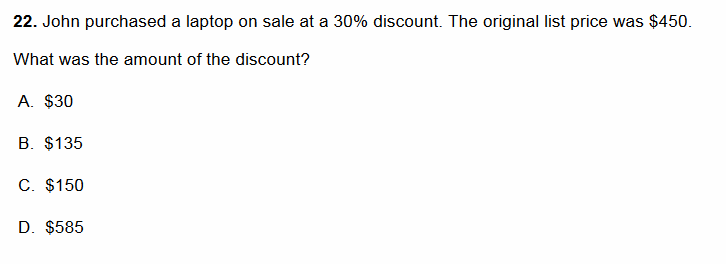 22. John purchased a laptop on sale at a 30% discount. The original list price was $450.
What was the amount of the discount?
A. $30
B. $135
C. $150
D. $585